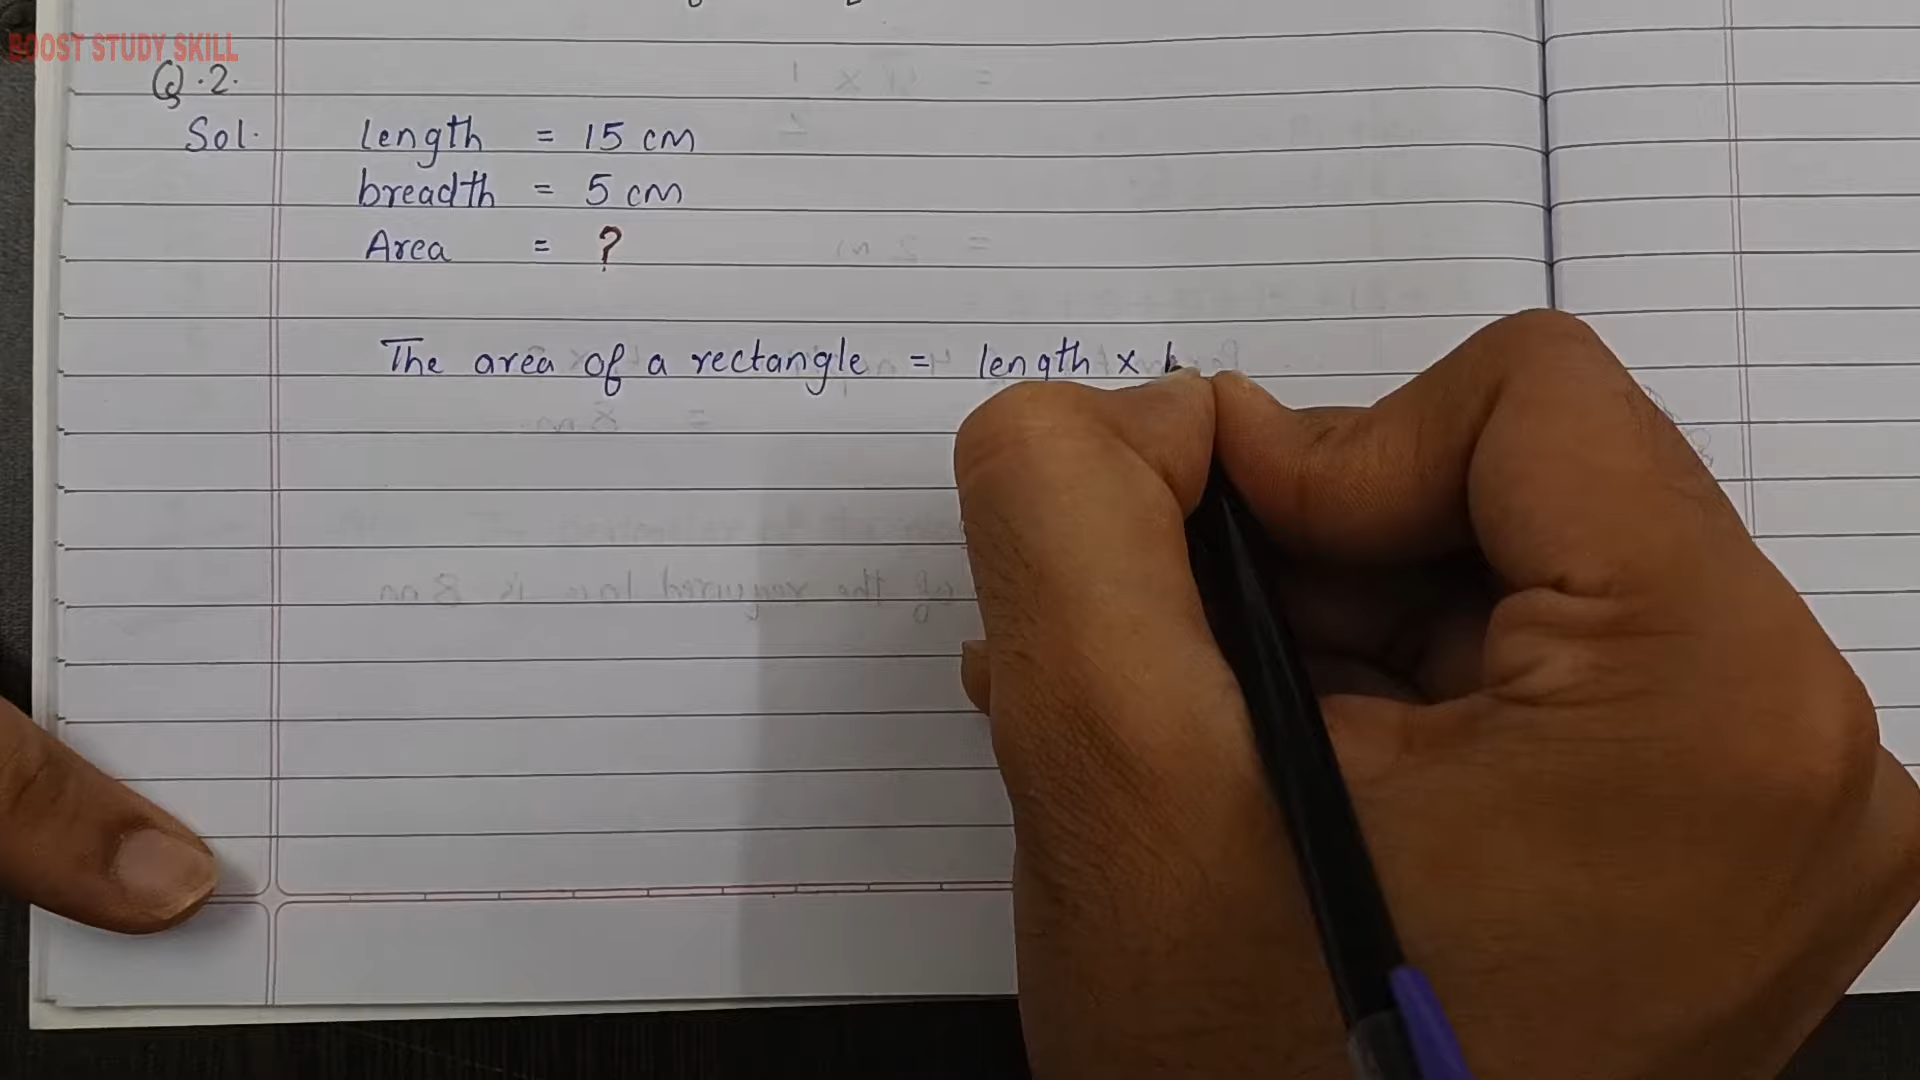 BOOST STUDY SKILL
Q.2.
Sol. length = 15 cm
breadth = 5 cm
Area = ?
The area of a rectangle = length × b